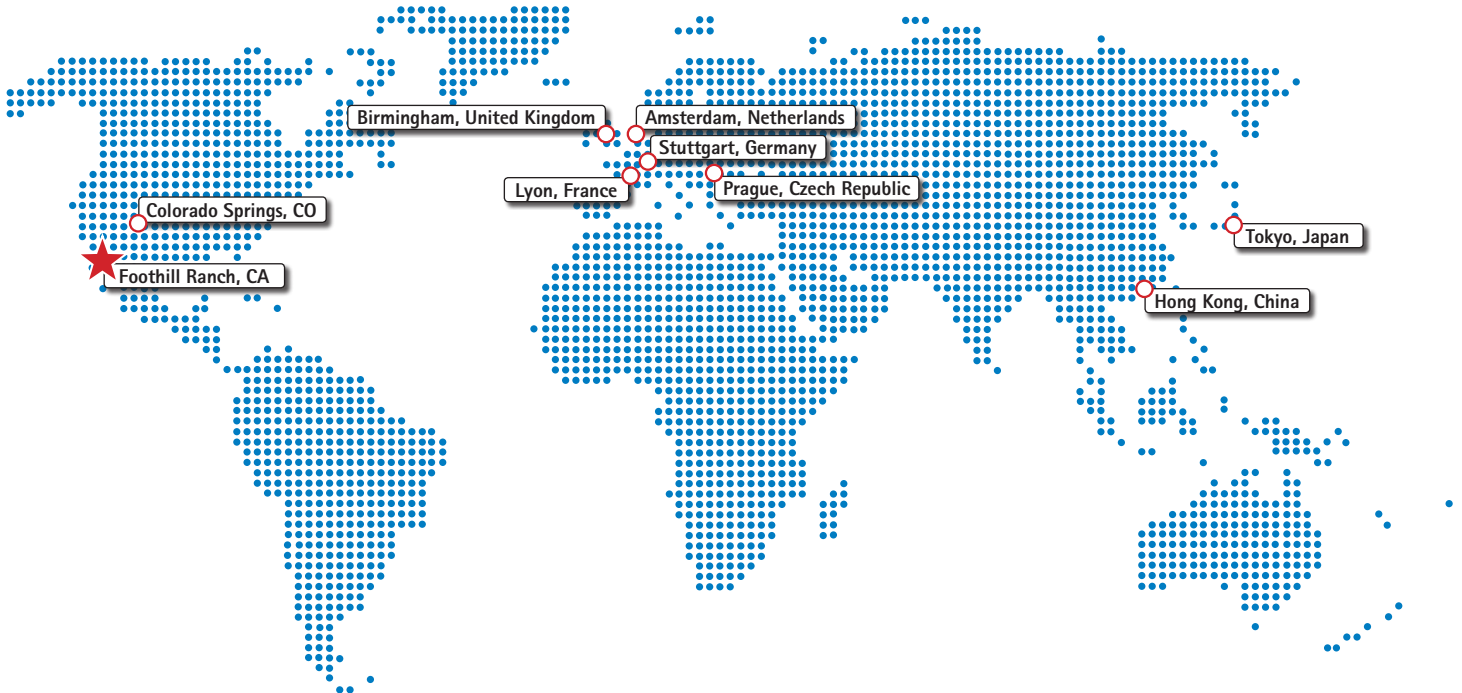 Birmingham, United Kingdom
Amsterdam, Netherlands
Stuttgart, Germany
Lyon, France
Prague, Czech Republic
Colorado Springs, CO
Tokyo, Japan
Foothill Ranch, CA
Hong Kong, China